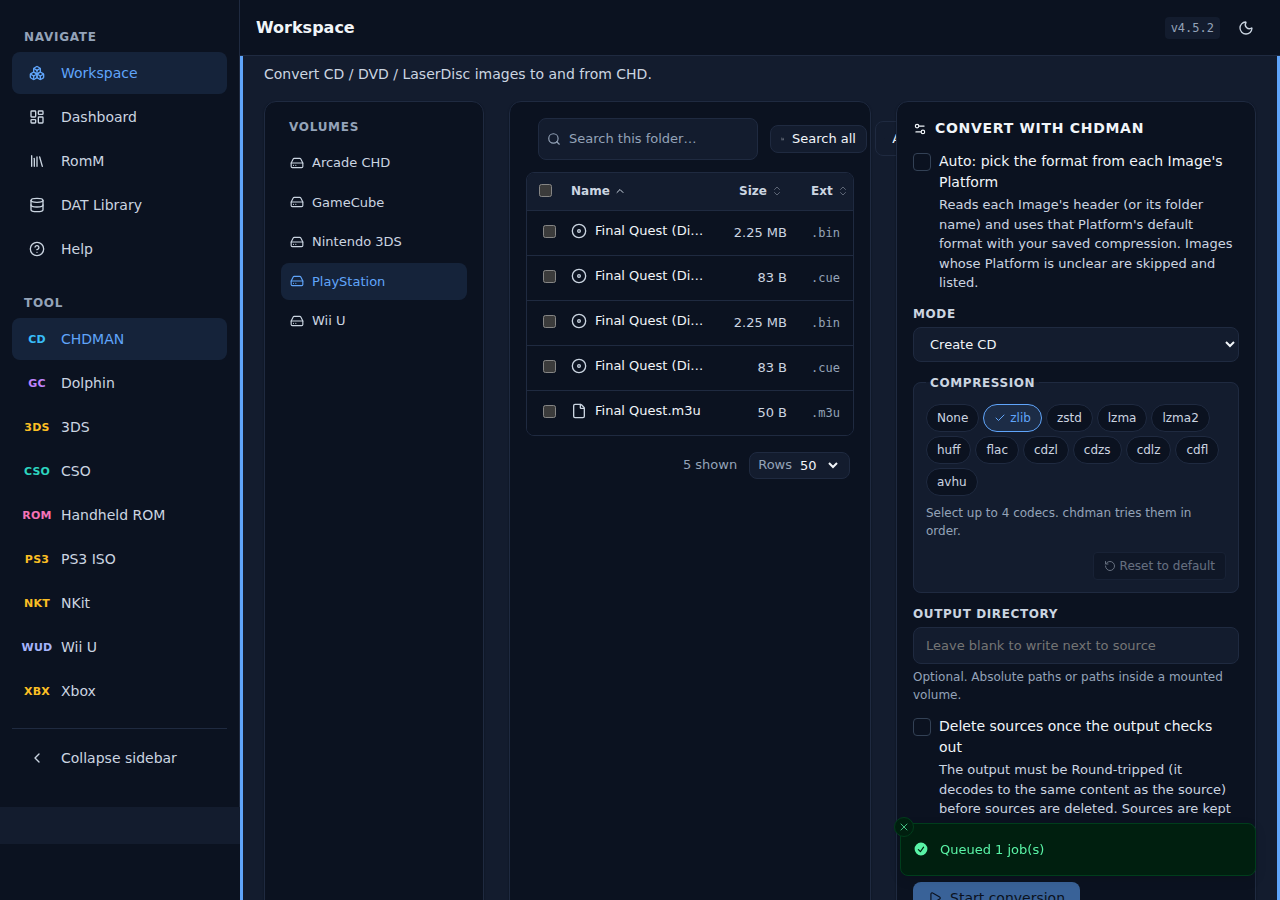 NAVIGATE
Workspace
Dashboard
RomM
DAT Library
Help
TOOL
CD CHDMAN
GC Dolphin
3DS 3DS
CSO CSO
ROM Handheld ROM
PS3 PS3 ISO
NKT NKit
WUD Wii U
XBX Xbox
Collapse sidebar
Workspace
v4.5.2
Convert CD / DVD / LaserDisc images to and from CHD.
VOLUMES
Arcade CHD
GameCube
Nintendo 3DS
PlayStation
Wii U
Search this folder…
Search all
Name Size Ext
Final Quest (Di… 2.25 MB .bin
Final Quest (Di… 83 B .cue
Final Quest (Di… 2.25 MB .bin
Final Quest (Di… 83 B .cue
Final Quest.m3u 50 B .m3u
5 shown Rows 50
CONVERT WITH CHDMAN
Auto: pick the format from each Image's
Platform
Reads each Image's header (or its folder
name) and uses that Platform's default
format with your saved compression. Images
whose Platform is unclear are skipped and
listed.
MODE
Create CD
COMPRESSION
None zlib zstd lzma lzma2
huff flac cdzl cdzs cdlz cdfl
avhu
Select up to 4 codecs. chdman tries them in
order.
Reset to default
OUTPUT DIRECTORY
Leave blank to write next to source
Optional. Absolute paths or paths inside a mounted
volume.
Delete sources once the output checks
out
The output must be Round-tripped (it
decodes to the same content as the source)
before sources are deleted. Sources are kept
Queued 1 job(s)
Start conversion